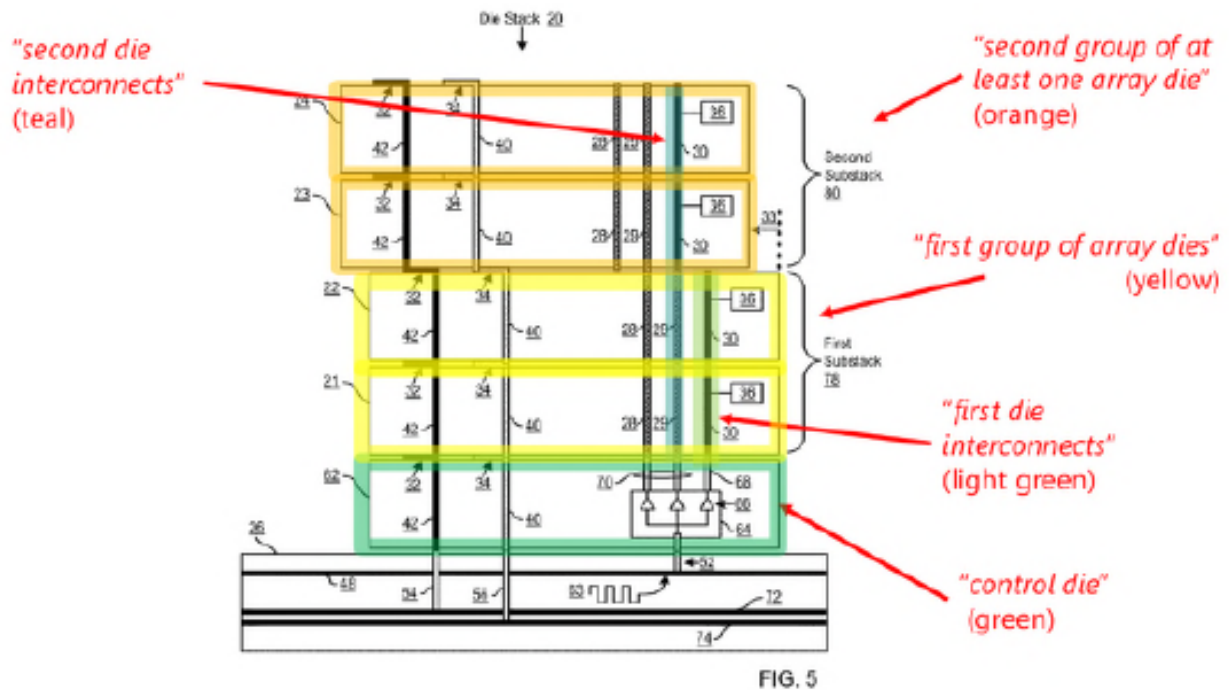 Die Stack 20
"second die
interconnects"
(teal)
"second group of at
least one array die"
(orange)
24
32
34
36
42
40
28
29
30
Second
Substack
80
23
32
34
36
33
42
40
28
29
30
"first group of array dies"
(yellow)
22
32
34
36
42
40
28
29
30
First
Substack
78
21
32
34
36
42
40
28
29
30
"first die
interconnects"
(light green)
62
32
34
70
68
66
42
40
64
52
48
54
56
63
72
74
"control die"
(green)
FIG. 5